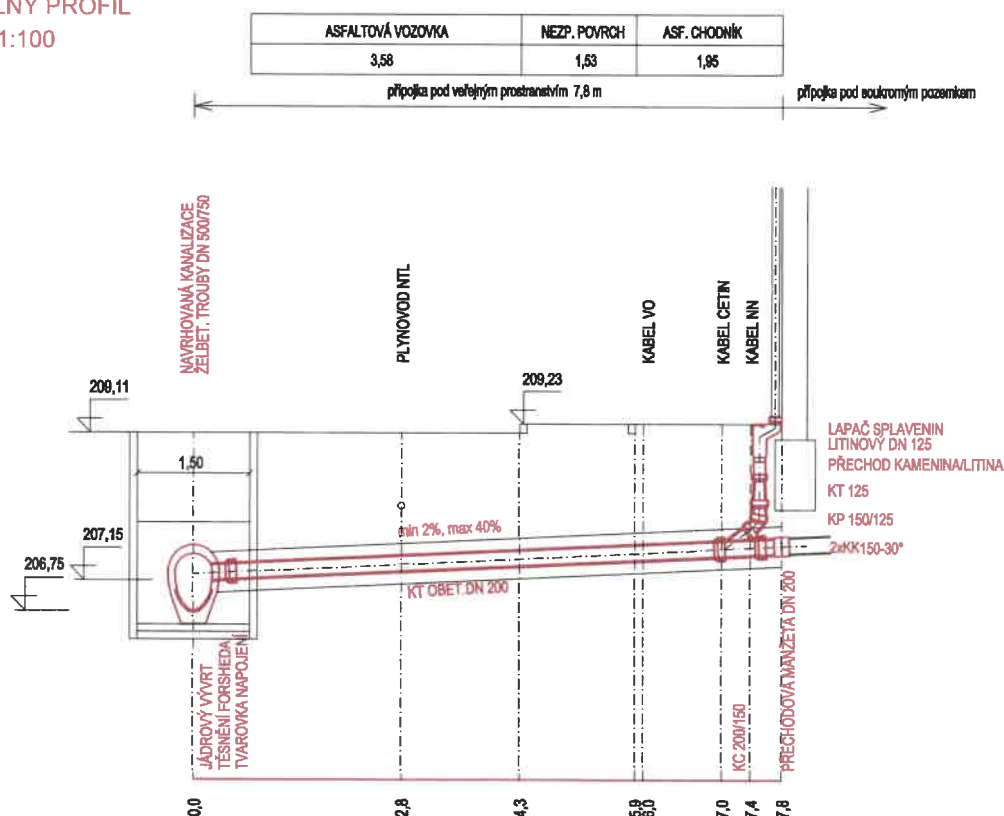 LNÝ PROFIL
1:100
ASFALTOVÁ VOZOVKA NEZP. POVRCH ASF. CHODNÍK
3,58 1,53 1,95
přípojka pod veřejným prostranstvím 7,8 m
přípojka pod soukromým pozemkem
NAVRHOVANÁ KANALIZACE
ŽELBET. TROUBY DN 500/750
PLYNOVOD NTL
KABEL VO
KABEL CETIN
KABEL NN
209,11
209,23
1,50
207,15
206,75
min 2%, max 40%
KT OBET. DN 200
LAPAČ SPLAVENIN
LITINOVÝ DN 125
PŘECHOD KAMENINA/LITINA
KT 125
KP 150/125
2xKK150-30°
JÁDROVÝ VÝVRT
TĚSNĚNÍ FORSHEDA
TVAROVKA NAPOJENÍ
KC 200/150
PŘECHODOVÁ MANŽETA DN 200
0,0
2,8
4,3
5,9
6,0
7,0
7,4
7,8